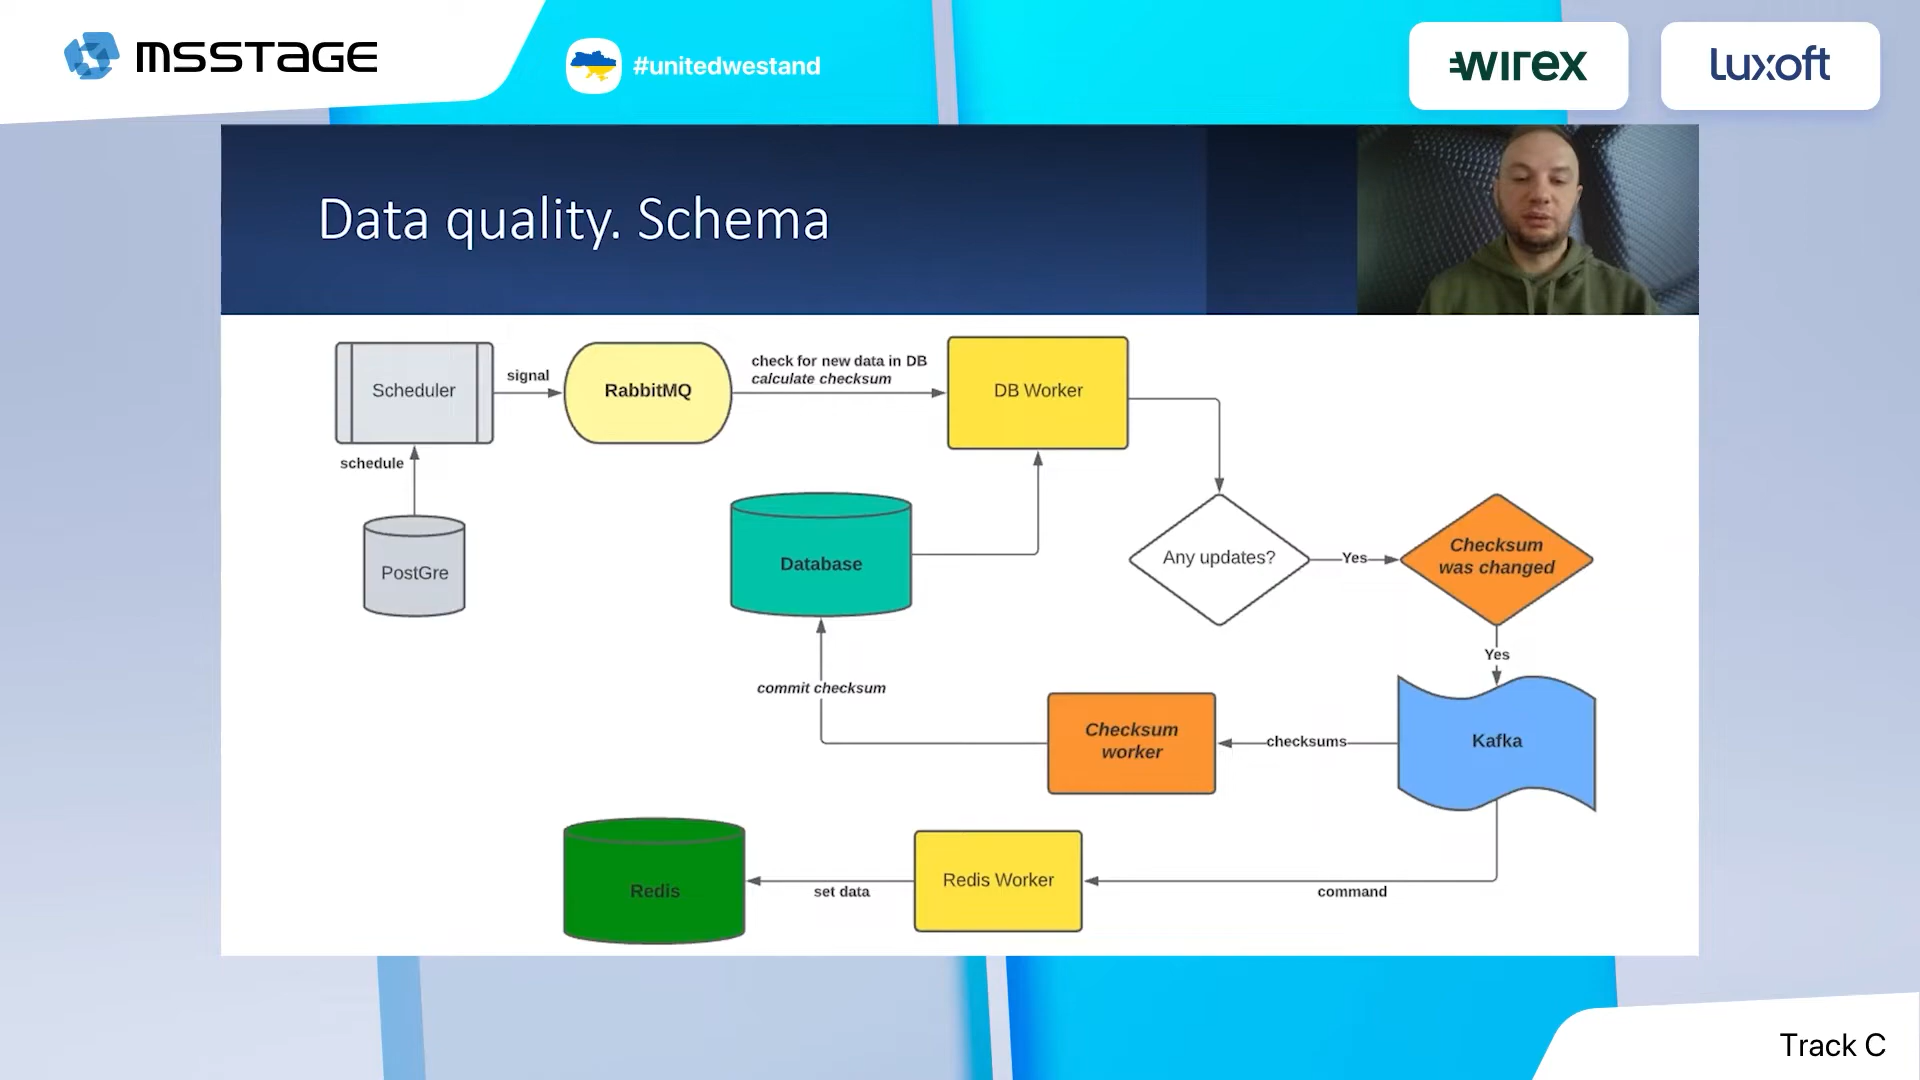 MSSTAGE
#unitedwestand
wirex
luxoft
Data quality. Schema
Scheduler
signal
RabbitMQ
check for new data in DB
calculate checksum
DB Worker
schedule
PostGre
Database
Any updates?
Yes
Checksum
was changed
Yes
commit checksum
Checksum
worker
checksums
Kafka
Redis
set data
Redis Worker
command
Track C